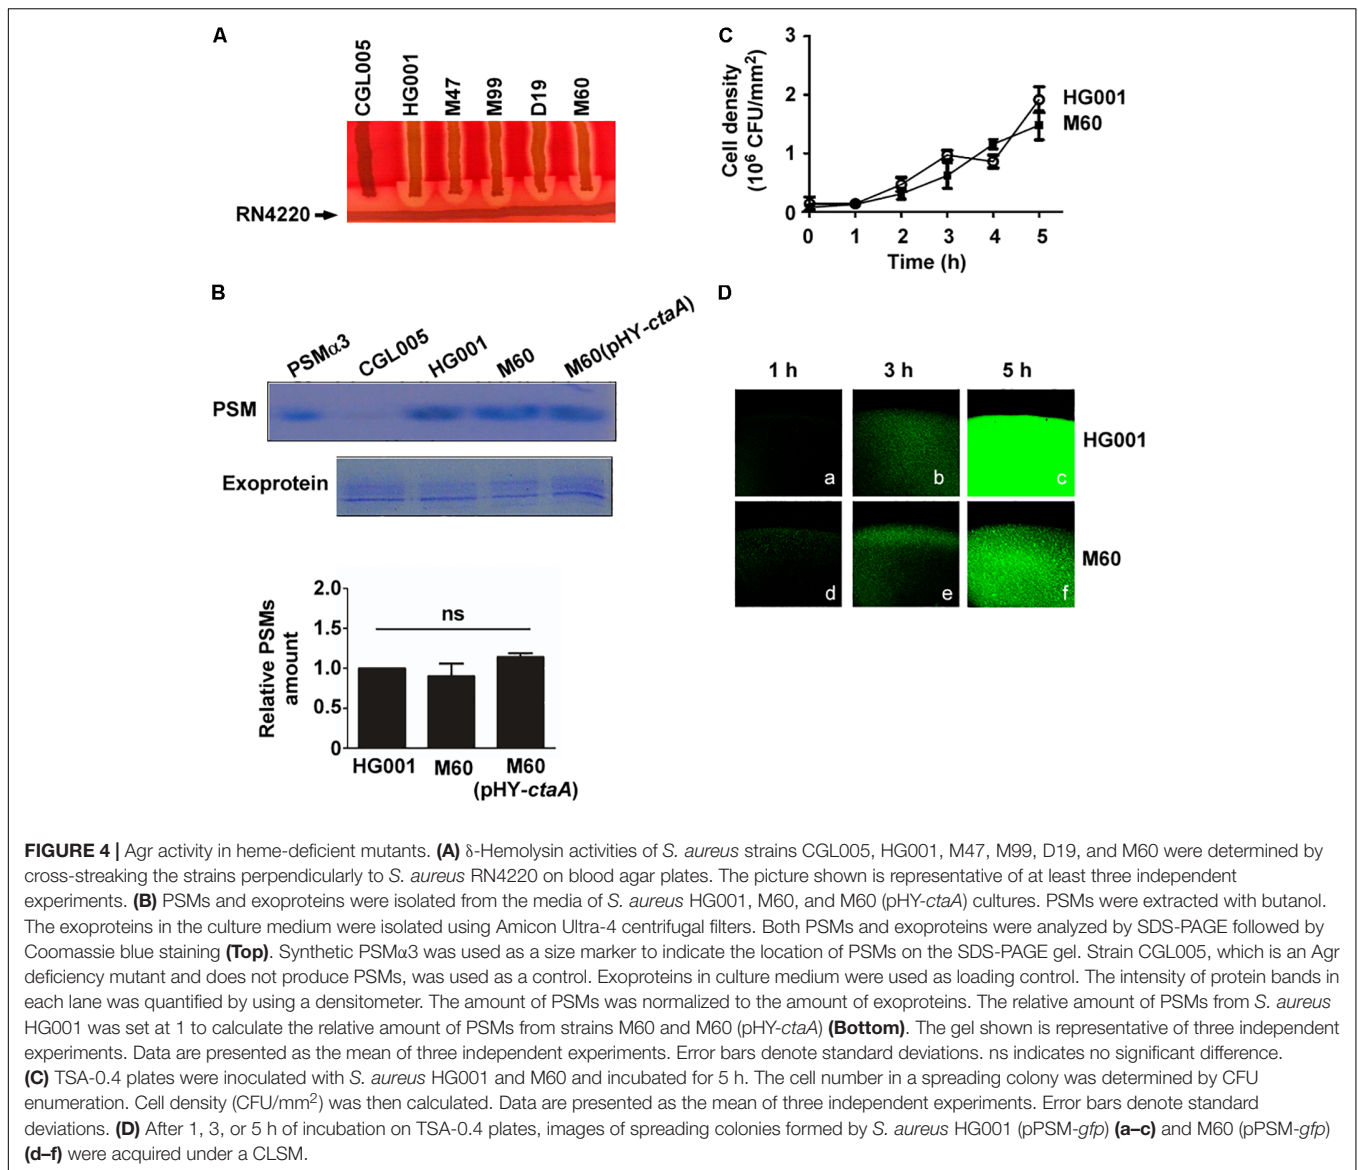 A
CGL005
HG001
M47
M99
D19
M60
RN4220
B
PSMα3
CGL005
HG001
M60
M60(pHY-ctaA)
PSM
Exoprotein
Relative PSMs
amount
2.0
1.5
1.0
0.5
0
ns
HG001
M60
M60
(pHY-ctaA)
C
Cell density
(10⁶ CFU/mm²)
3
2
1
0
0 1 2 3 4 5
Time (h)
HG001
M60
D
1 h 3 h 5 h
a b c
HG001
d e f
M60
FIGURE 4 | Agr activity in heme-deficient mutants. (A) δ-Hemolysin activities of S. aureus strains CGL005, HG001, M47, M99, D19, and M60 were determined by
cross-streaking the strains perpendicularly to S. aureus RN4220 on blood agar plates. The picture shown is representative of at least three independent
experiments. (B) PSMs and exoproteins were isolated from the media of S. aureus HG001, M60, and M60 (pHY-ctaA) cultures. PSMs were extracted with butanol.
The exoproteins in the culture medium were isolated using Amicon Ultra-4 centrifugal filters. Both PSMs and exoproteins were analyzed by SDS-PAGE followed by
Coomassie blue staining (Top). Synthetic PSMα3 was used as a size marker to indicate the location of PSMs on the SDS-PAGE gel. Strain CGL005, which is an Agr
deficiency mutant and does not produce PSMs, was used as a control. Exoproteins in culture medium were used as loading control. The intensity of protein bands in
each lane was quantified by using a densitometer. The amount of PSMs was normalized to the amount of exoproteins. The relative amount of PSMs from S. aureus
HG001 was set at 1 to calculate the relative amount of PSMs from strains M60 and M60 (pHY-ctaA) (Bottom). The gel shown is representative of three independent
experiments. Data are presented as the mean of three independent experiments. Error bars denote standard deviations. ns indicates no significant difference.
(C) TSA-0.4 plates were inoculated with S. aureus HG001 and M60 and incubated for 5 h. The cell number in a spreading colony was determined by CFU
enumeration. Cell density (CFU/mm²) was then calculated. Data are presented as the mean of three independent experiments. Error bars denote standard
deviations. (D) After 1, 3, or 5 h of incubation on TSA-0.4 plates, images of spreading colonies formed by S. aureus HG001 (pPSM-gfp) (a–c) and M60 (pPSM-gfp)
(d–f) were acquired under a CLSM.